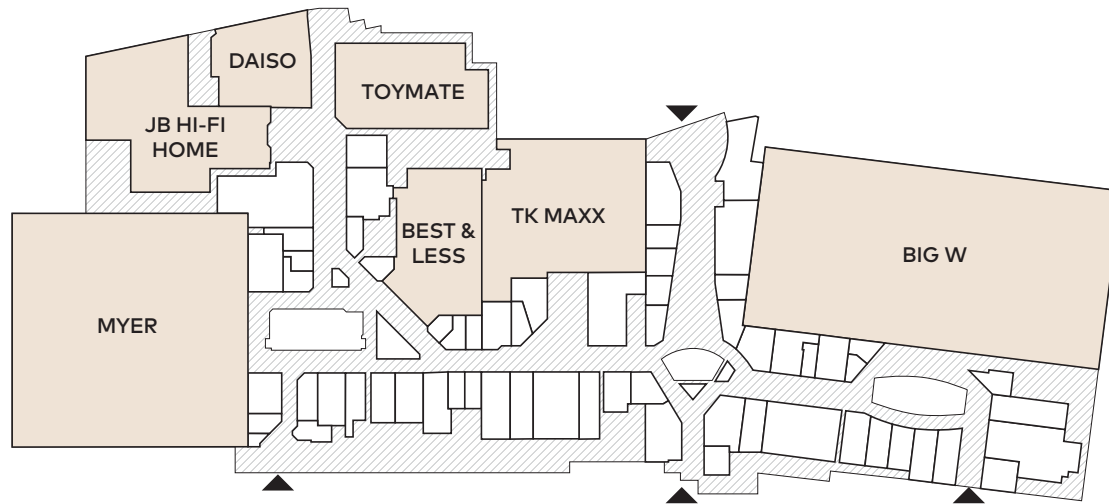 DAISO
TOYMATE
JB HI-FI
HOME
TK MAXX
BEST &
LESS
BIG W
MYER